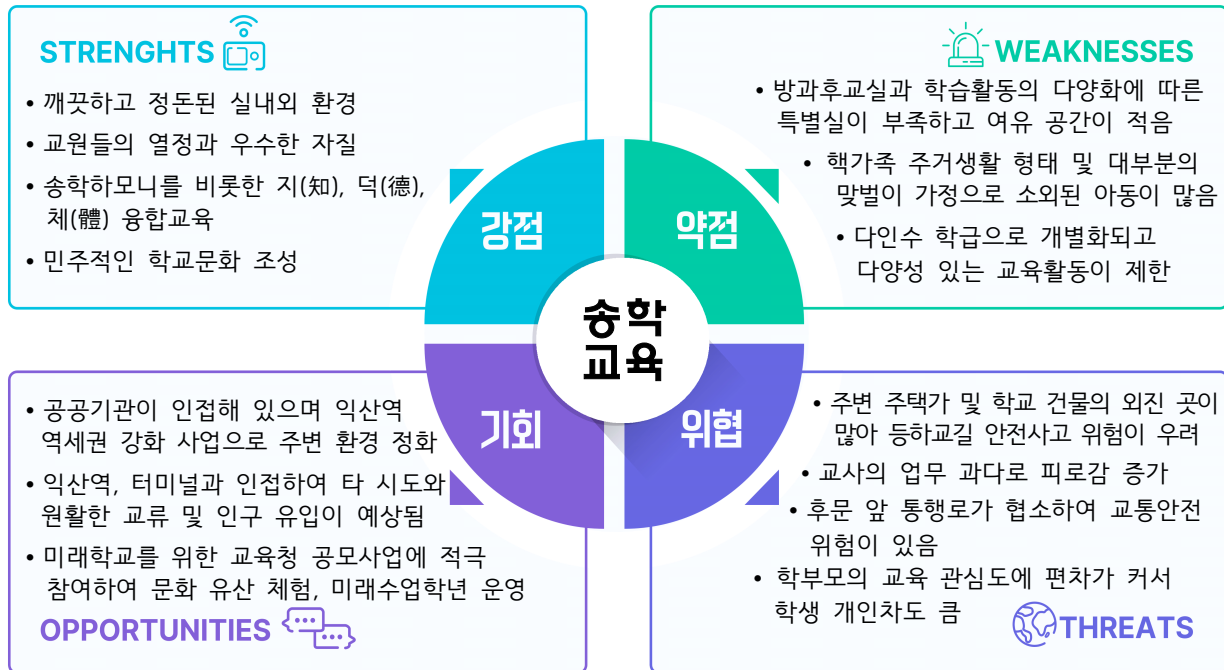 STRENGHTS
• 깨끗하고 정돈된 실내외 환경
• 교원들의 열정과 우수한 자질
• 송학하모니를 비롯한 지(知), 덕(德),
체(體) 융합교육
• 민주적인 학교문화 조성
WEAKNESSES
• 방과후교실과 학습활동의 다양화에 따른
특별실이 부족하고 여유 공간이 적음
• 핵가족 주거생활 형태 및 대부분의
맞벌이 가정으로 소외된 아동이 많음
• 다인수 학급으로 개별화되고
다양성 있는 교육활동이 제한
강점
약점
송학
교육
기회
위협
• 공공기관이 인접해 있으며 익산역
역세권 강화 사업으로 주변 환경 정화
• 익산역, 터미널과 인접하여 타 시도와
원활한 교류 및 인구 유입이 예상됨
• 미래학교를 위한 교육청 공모사업에 적극
참여하여 문화 유산 체험, 미래수업학년 운영
OPPORTUNITIES
• 주변 주택가 및 학교 건물의 외진 곳이
많아 등하교길 안전사고 위험이 우려
• 교사의 업무 과다로 피로감 증가
• 후문 앞 통행로가 협소하여 교통안전
위험이 있음
• 학부모의 교육 관심도에 편차가 커서
학생 개인차도 큼
THREATS